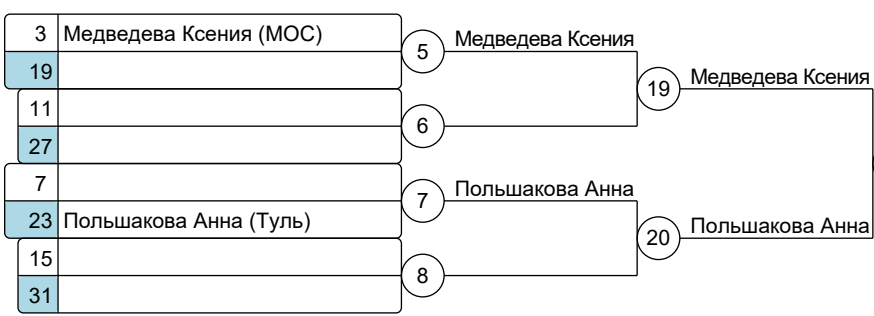 3 Медведева Ксения (МОС)
5 Медведева Ксения
19
19 Медведева Ксения
11
6
27
7
7 Польшакова Анна
23 Польшакова Анна (Туль)
20 Польшакова Анна
15
8
31